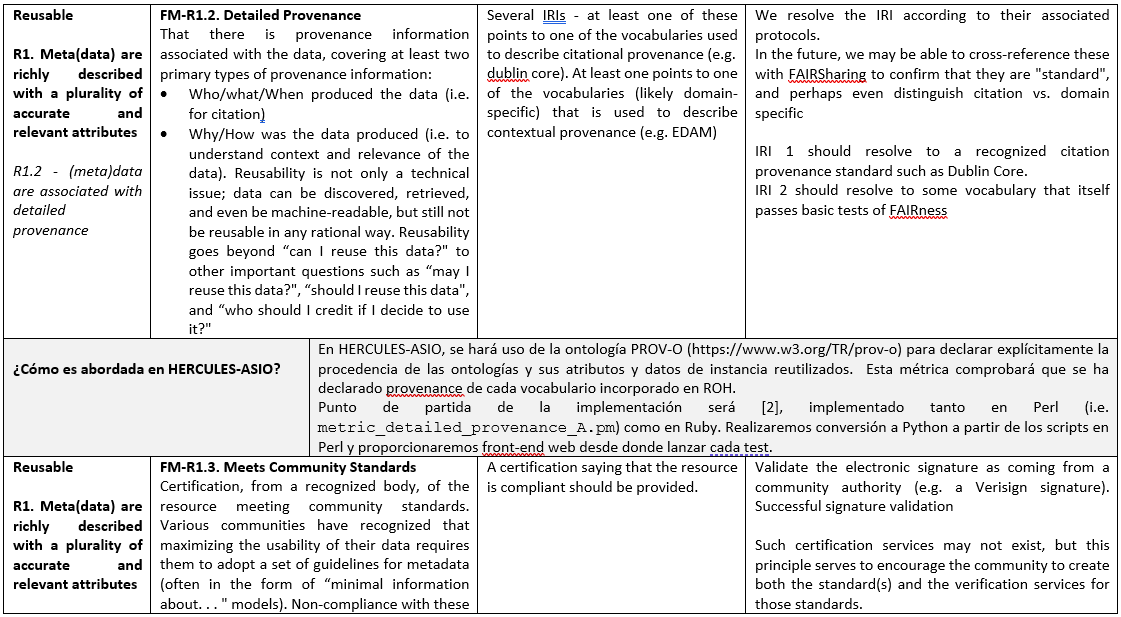 Reusable
R1. Meta(data) are
richly described
with a plurality of
accurate and
relevant attributes
R1.2 - (meta)data
are associated with
detailed
provenance
FM-R1.2. Detailed Provenance
That there is provenance information
associated with the data, covering at least two
primary types of provenance information:
• Who/what/When produced the data (i.e.
for citation)
• Why/How was the data produced (i.e. to
understand context and relevance of the
data). Reusability is not only a technical
issue; data can be discovered, retrieved,
and even be machine-readable, but still not
be reusable in any rational way. Reusability
goes beyond “can I reuse this data?" to
other important questions such as “may I
reuse this data?", “should I reuse this data",
and “who should I credit if I decide to use
it?"
Several IRIs - at least one of these
points to one of the vocabularies used
to describe citational provenance (e.g.
dublin core). At least one points to one
of the vocabularies (likely domain-
specific) that is used to describe
contextual provenance (e.g. EDAM)
We resolve the IRI according to their associated
protocols.
In the future, we may be able to cross-reference these
with FAIRSharing to confirm that they are "standard",
and perhaps even distinguish citation vs. domain
specific
IRI 1 should resolve to a recognized citation
provenance standard such as Dublin Core.
IRI 2 should resolve to some vocabulary that itself
passes basic tests of FAIRness
¿Cómo es abordada en HERCULES-ASIO?
En HERCULES-ASIO, se hará uso de la ontología PROV-O (https://www.w3.org/TR/prov-o) para declarar explícitamente la
procedencia de las ontologías y sus atributos y datos de instancia reutilizados. Esta métrica comprobará que se ha
declarado provenance de cada vocabulario incorporado en ROH.
Punto de partida de la implementación será [2], implementado tanto en Perl (i.e.
metric_detailed_provenance_A.pm) como en Ruby. Realizaremos conversión a Python a partir de los scripts en
Perl y proporcionaremos front-end web desde donde lanzar cada test.
Reusable
R1. Meta(data) are
richly described
with a plurality of
accurate and
relevant attributes
FM-R1.3. Meets Community Standards
Certification, from a recognized body, of the
resource meeting community standards.
Various communities have recognized that
maximizing the usability of their data requires
them to adopt a set of guidelines for metadata
(often in the form of “minimal information
about. . . " models). Non-compliance with these
A certification saying that the resource
is compliant should be provided.
Validate the electronic signature as coming from a
community authority (e.g. a Verisign signature).
Successful signature validation
Such certification services may not exist, but this
principle serves to encourage the community to create
both the standard(s) and the verification services for
those standards.